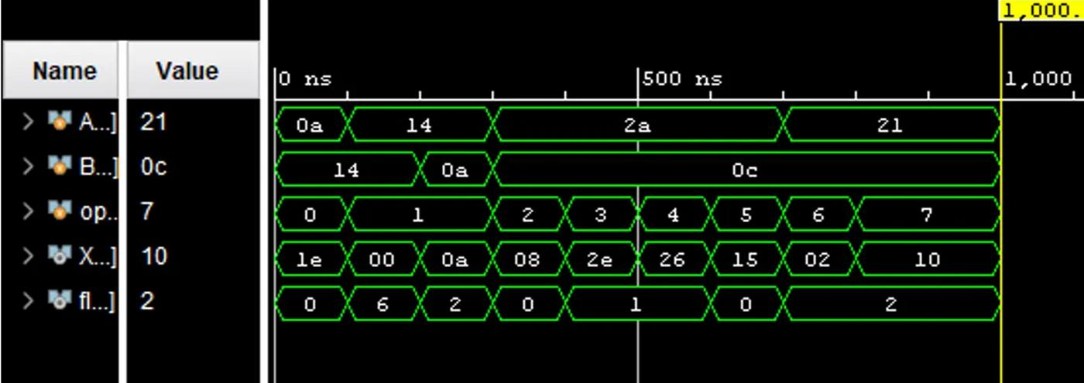 1,000.
Name Value
0 ns 500 ns 1,000
A...] 21 0a 14 2a 21
B...] 0c 14 0a 0c
op.. 7 0 1 2 3 4 5 6 7
X...] 10 1e 00 0a 08 2e 26 15 02 10
fl...] 2 0 6 2 0 1 0 2